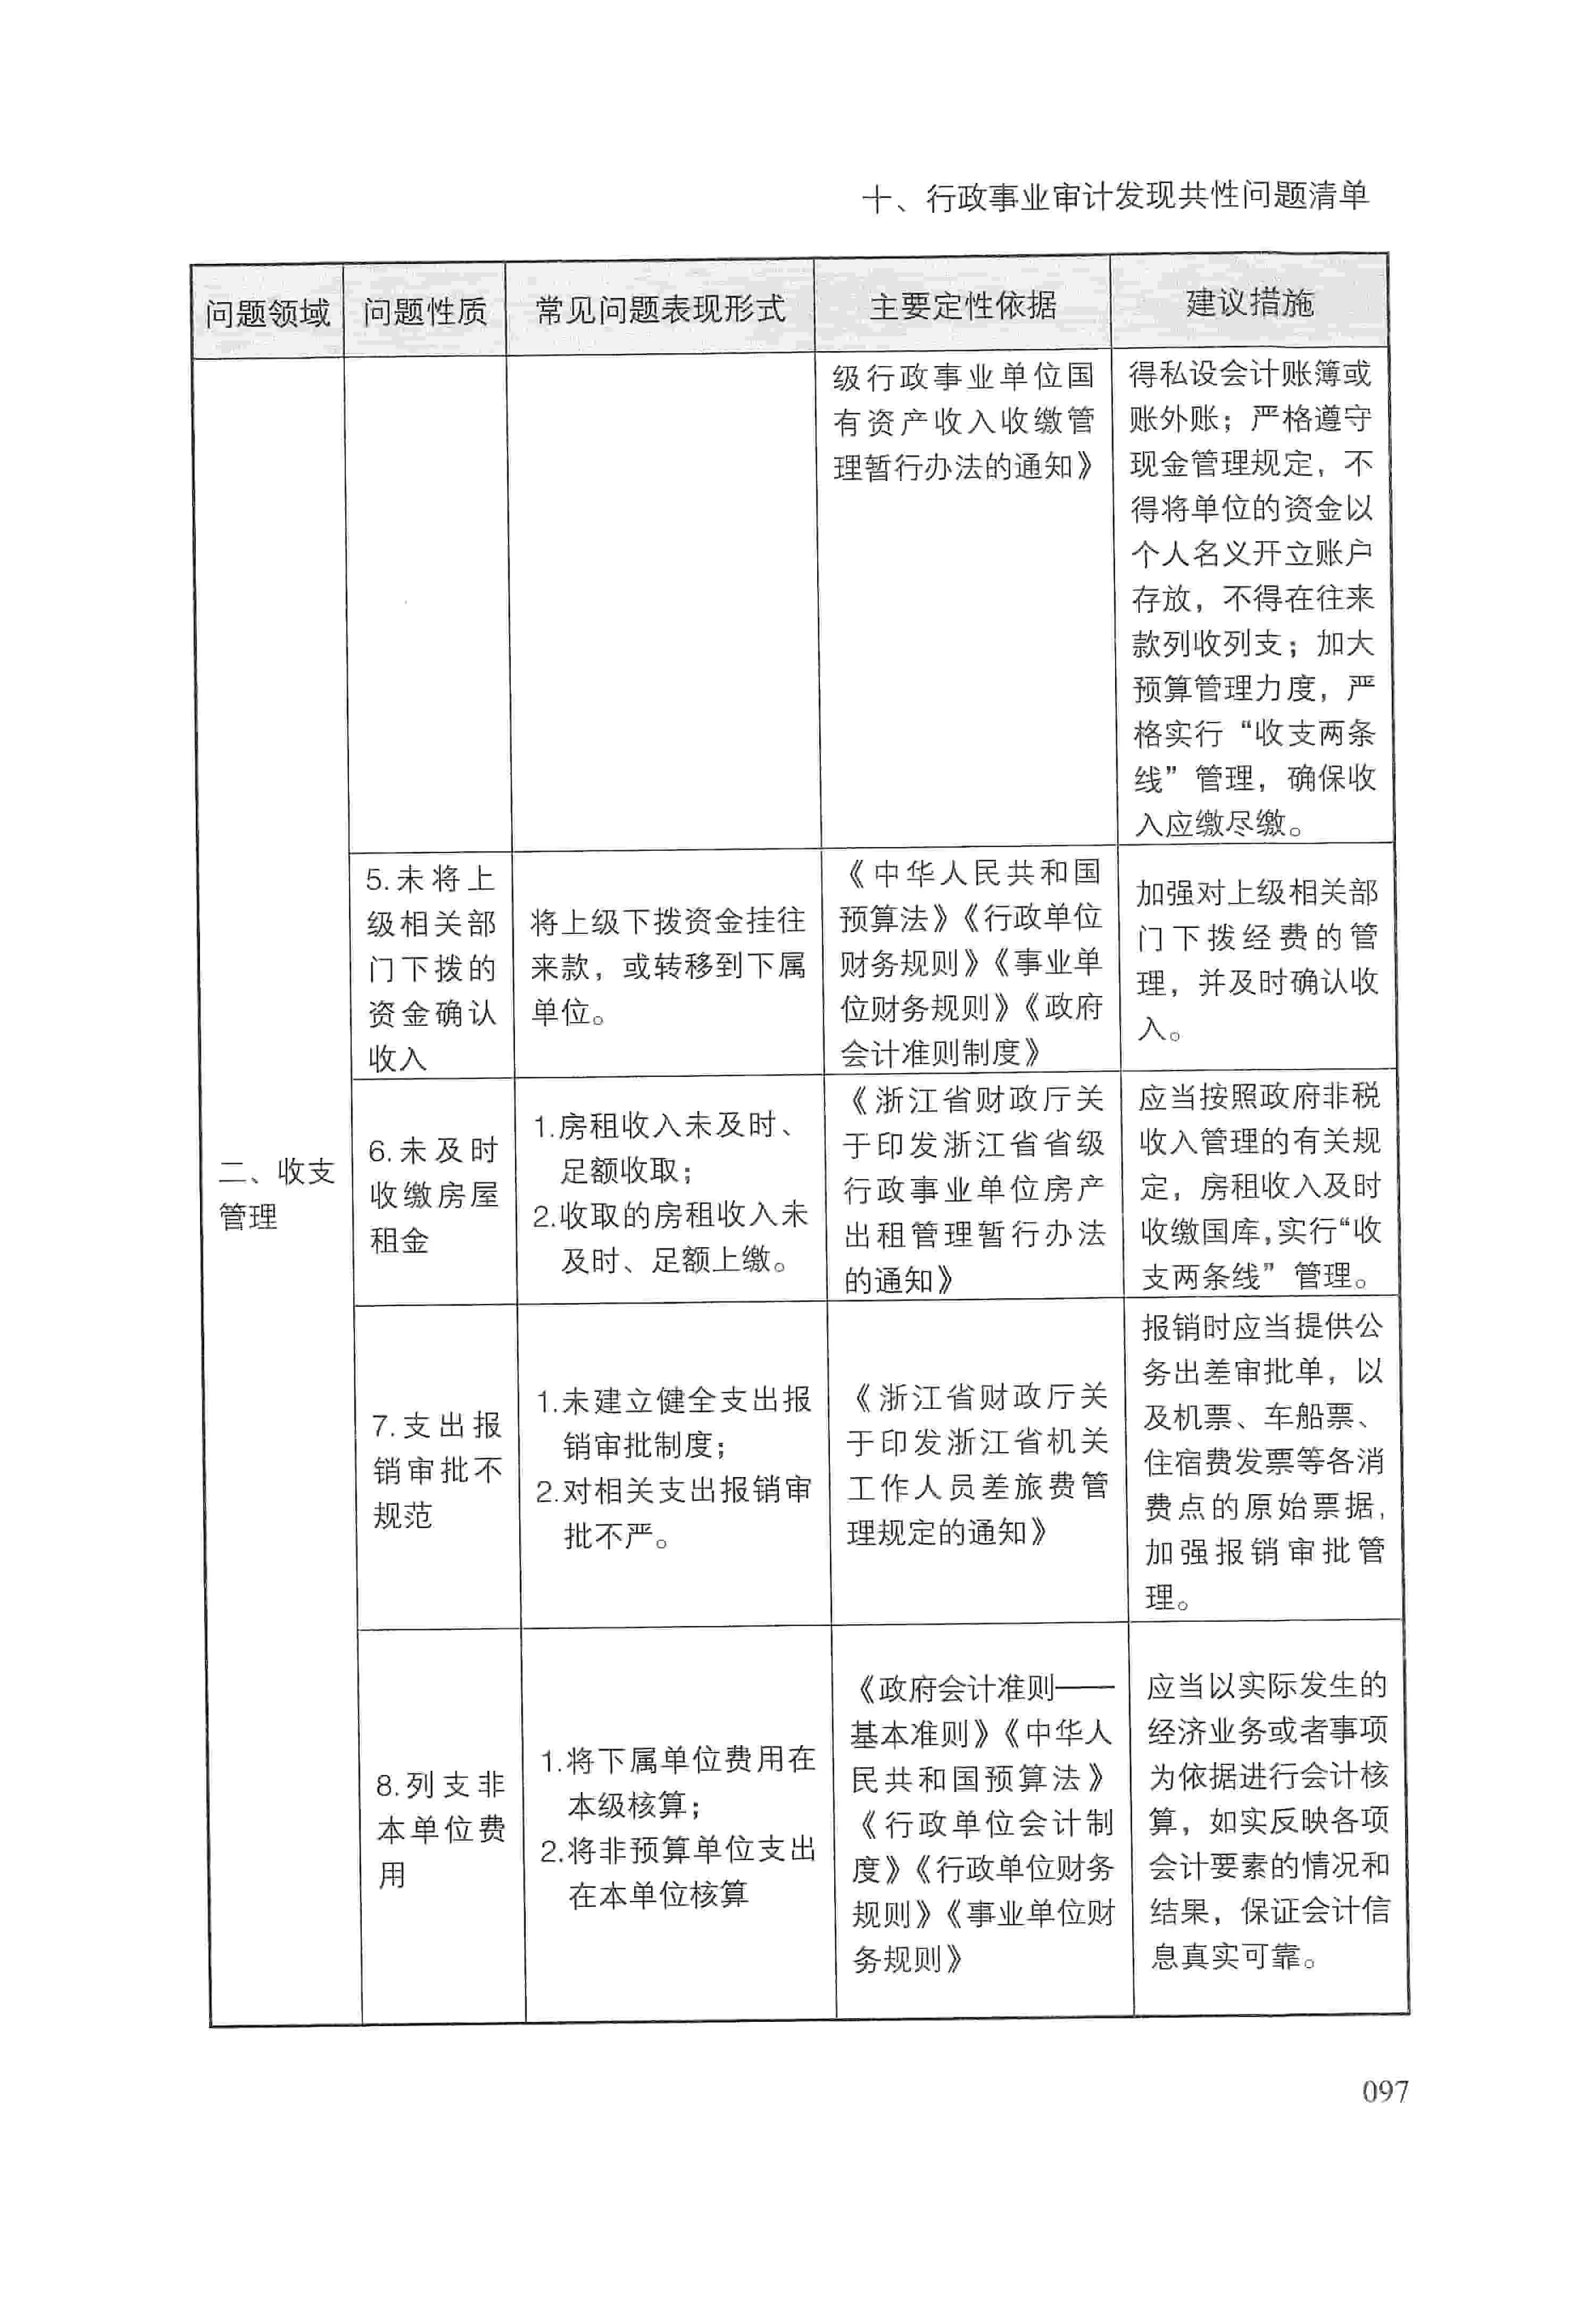 十、行政事业审计发现共性问题清单
问题领域
问题性质
常见问题表现形式
主要定性依据
建议措施
二、收支
管理
级行政事业单位国
有资产收入收缴管
理暂行办法的通知》
得私设会计账簿或
账外账；严格遵守
现金管理规定，不
得将单位的资金以
个人名义开立账户
存放，不得在往来
款列收列支；加大
预算管理力度，严
格实行“收支两条
线”管理，确保收
入应缴尽缴。
5.未将上
级相关部
门下拨的
资金确认
收入
将上级下拨资金挂往
来款，或转移到下属
单位。
《中华人民共和国
预算法》《行政单位
财务规则》《事业单
位财务规则》《政府
会计准则制度》
加强对上级相关部
门下拨经费的管
理，并及时确认收
入。
6.未及时
收缴房屋
租金
1.房租收入未及时、
足额收取；
2.收取的房租收入未
及时、足额上缴。
《浙江省财政厅关
于印发浙江省省级
行政事业单位房产
出租管理暂行办法
的通知》
应当按照政府非税
收入管理的有关规
定，房租收入及时
收缴国库，实行“收
支两条线”管理。
7.支出报
销审批不
规范
1.未建立健全支出报
销审批制度；
2.对相关支出报销审
批不严。
《浙江省财政厅关
于印发浙江省机关
工作人员差旅费管
理规定的通知》
报销时应当提供公
务出差审批单，以
及机票、车船票、
住宿费发票等各消
费点的原始票据，
加强报销审批管
理。
8.列支非
本单位费
用
1.将下属单位费用在
本级核算；
2.将非预算单位支出
在本单位核算
《政府会计准则——
基本准则》《中华人
民共和国预算法》
《行政单位会计制
度》《行政单位财务
规则》《事业单位财
务规则》
应当以实际发生的
经济业务或者事项
为依据进行会计核
算，如实反映各项
会计要素的情况和
结果，保证会计信
息真实可靠。
097